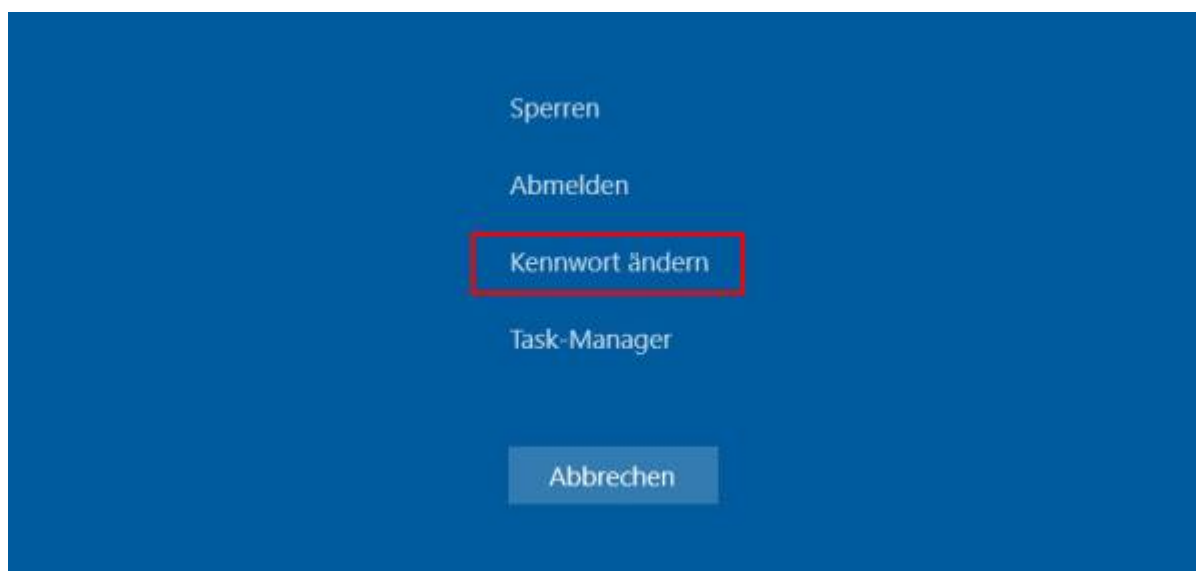 Sperren
Abmelden
Kennwort ändern
Task-Manager
Abbrechen